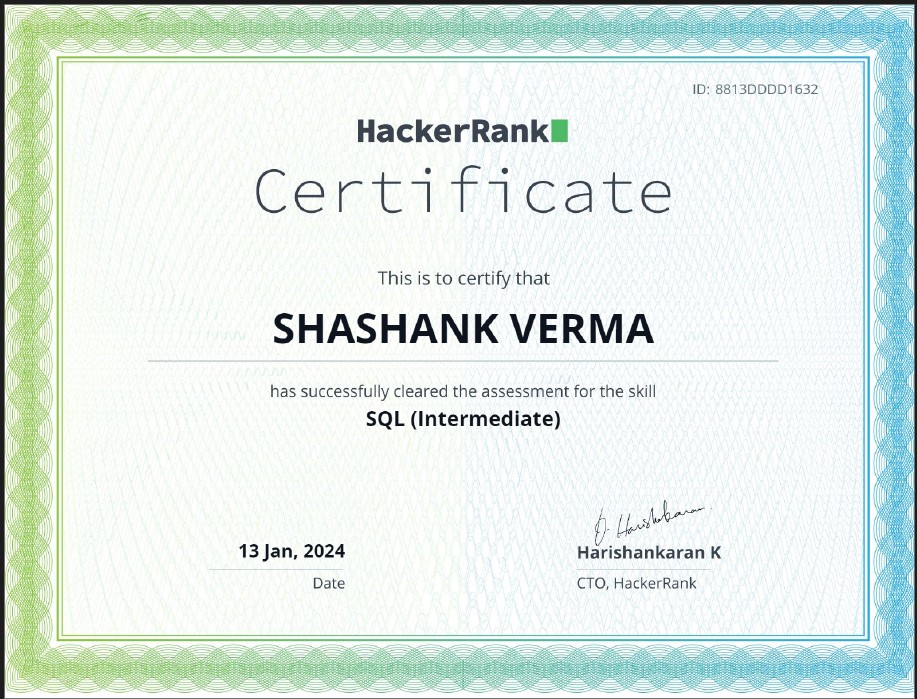 ID: 8813DDDD1632
HackerRank
Certificate
This is to certify that
SHASHANK VERMA
has successfully cleared the assessment for the skill
SQL (Intermediate)
13 Jan, 2024
Date
D. Harishankaran
Harishankaran K
CTO, HackerRank